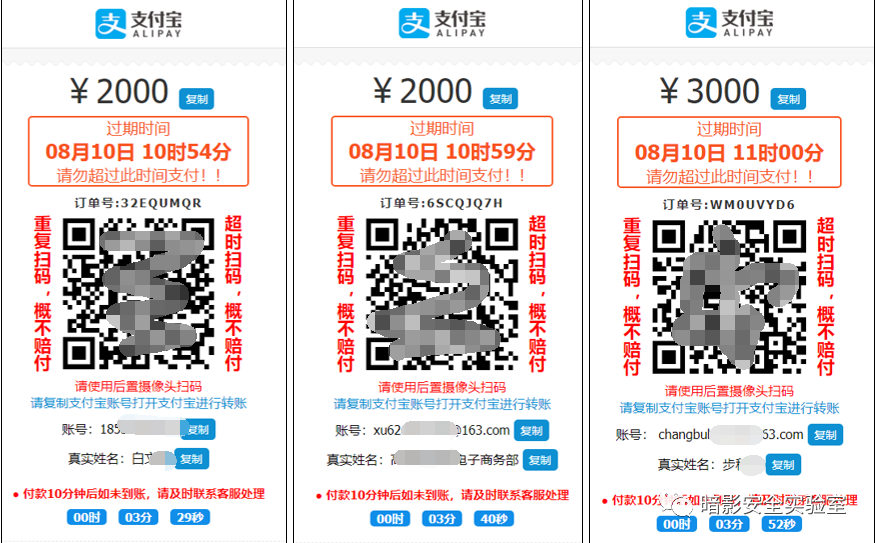 支付宝
ALIPAY
¥ 2000 复制
过期时间
08月10日 10时54分
请勿超过此时间支付！！
订单号:32EQUMQR
重复扫码，概不赔付
超时扫码，概不赔付
请使用后置摄像头扫码
请复制支付宝账号打开支付宝进行转账
账号：185 复制
真实姓名：白 复制
• 付款10分钟后如未到账，请及时联系客服处理
00时 03分 29秒
支付宝
ALIPAY
¥ 2000 复制
过期时间
08月10日 10时59分
请勿超过此时间支付！！
订单号:6SCQJQ7H
重复扫码，概不赔付
超时扫码，概不赔付
请使用后置摄像头扫码
请复制支付宝账号打开支付宝进行转账
账号：xu62 @163.com 复制
真实姓名： 电子商务部 复制
• 付款10分钟后如未到账，请及时联系客服处理
00时 03分 40秒
支付宝
ALIPAY
¥ 3000 复制
过期时间
08月10日 11时00分
请勿超过此时间支付！！
订单号:WM0UVYD6
重复扫码，概不赔付
超时扫码，概不赔付
请使用后置摄像头扫码
请复制支付宝账号打开支付宝进行转账
账号： changbul 63.com 复制
真实姓名：步 复制
• 付款10分钟后如未到账，请及时联系客服处理
00时 03分 52秒
暗影安全实验室